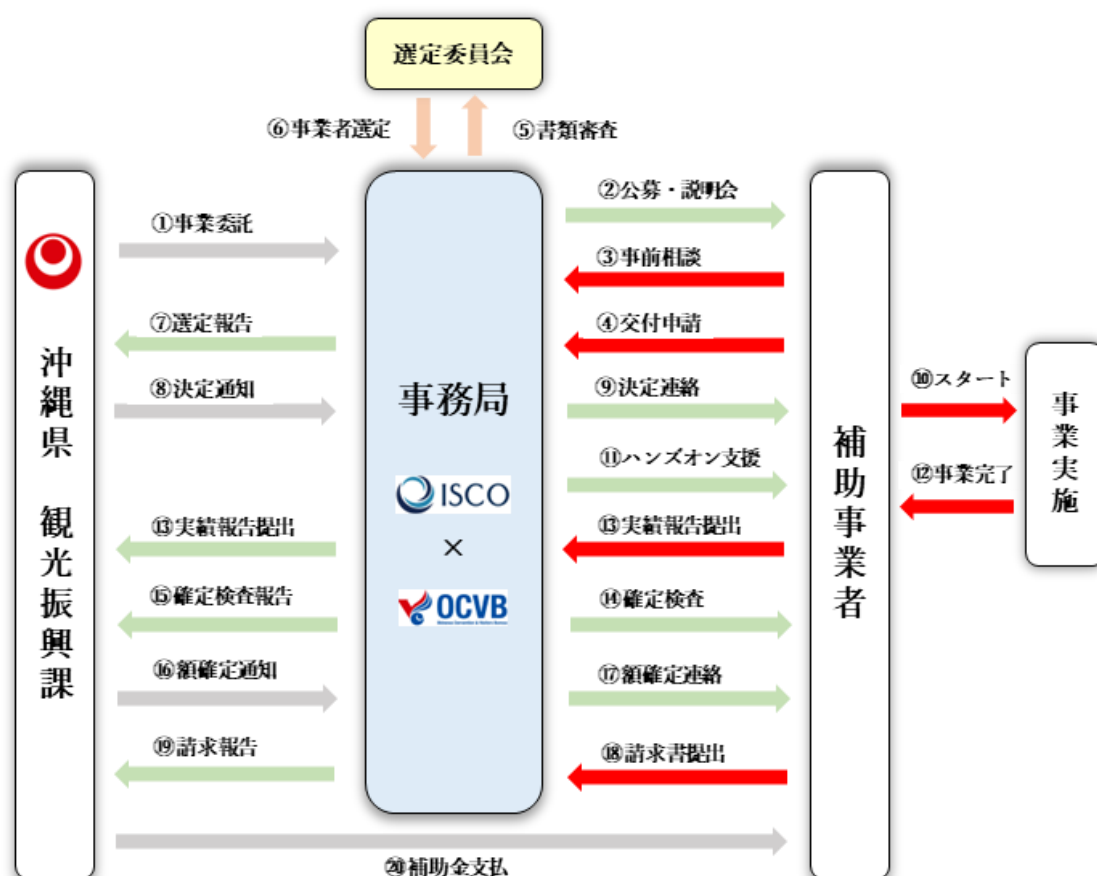 選定委員会
⑥事業者選定
⑤書類審査
①事業委託
②公募・説明会
③事前相談
⑦選定報告
④交付申請
⑧決定通知
⑨決定連絡
⑩スタート
⑪ハンズオン支援
⑫事業完了
⑬実績報告提出
⑬実績報告提出
⑮確定検査報告
⑭確定検査
⑯額確定通知
⑰額確定連絡
⑲請求報告
⑱請求書提出
⑳補助金支払
沖縄県 観光振興課
事務局
ISCO
×
OCVB
補助事業者
事業実施